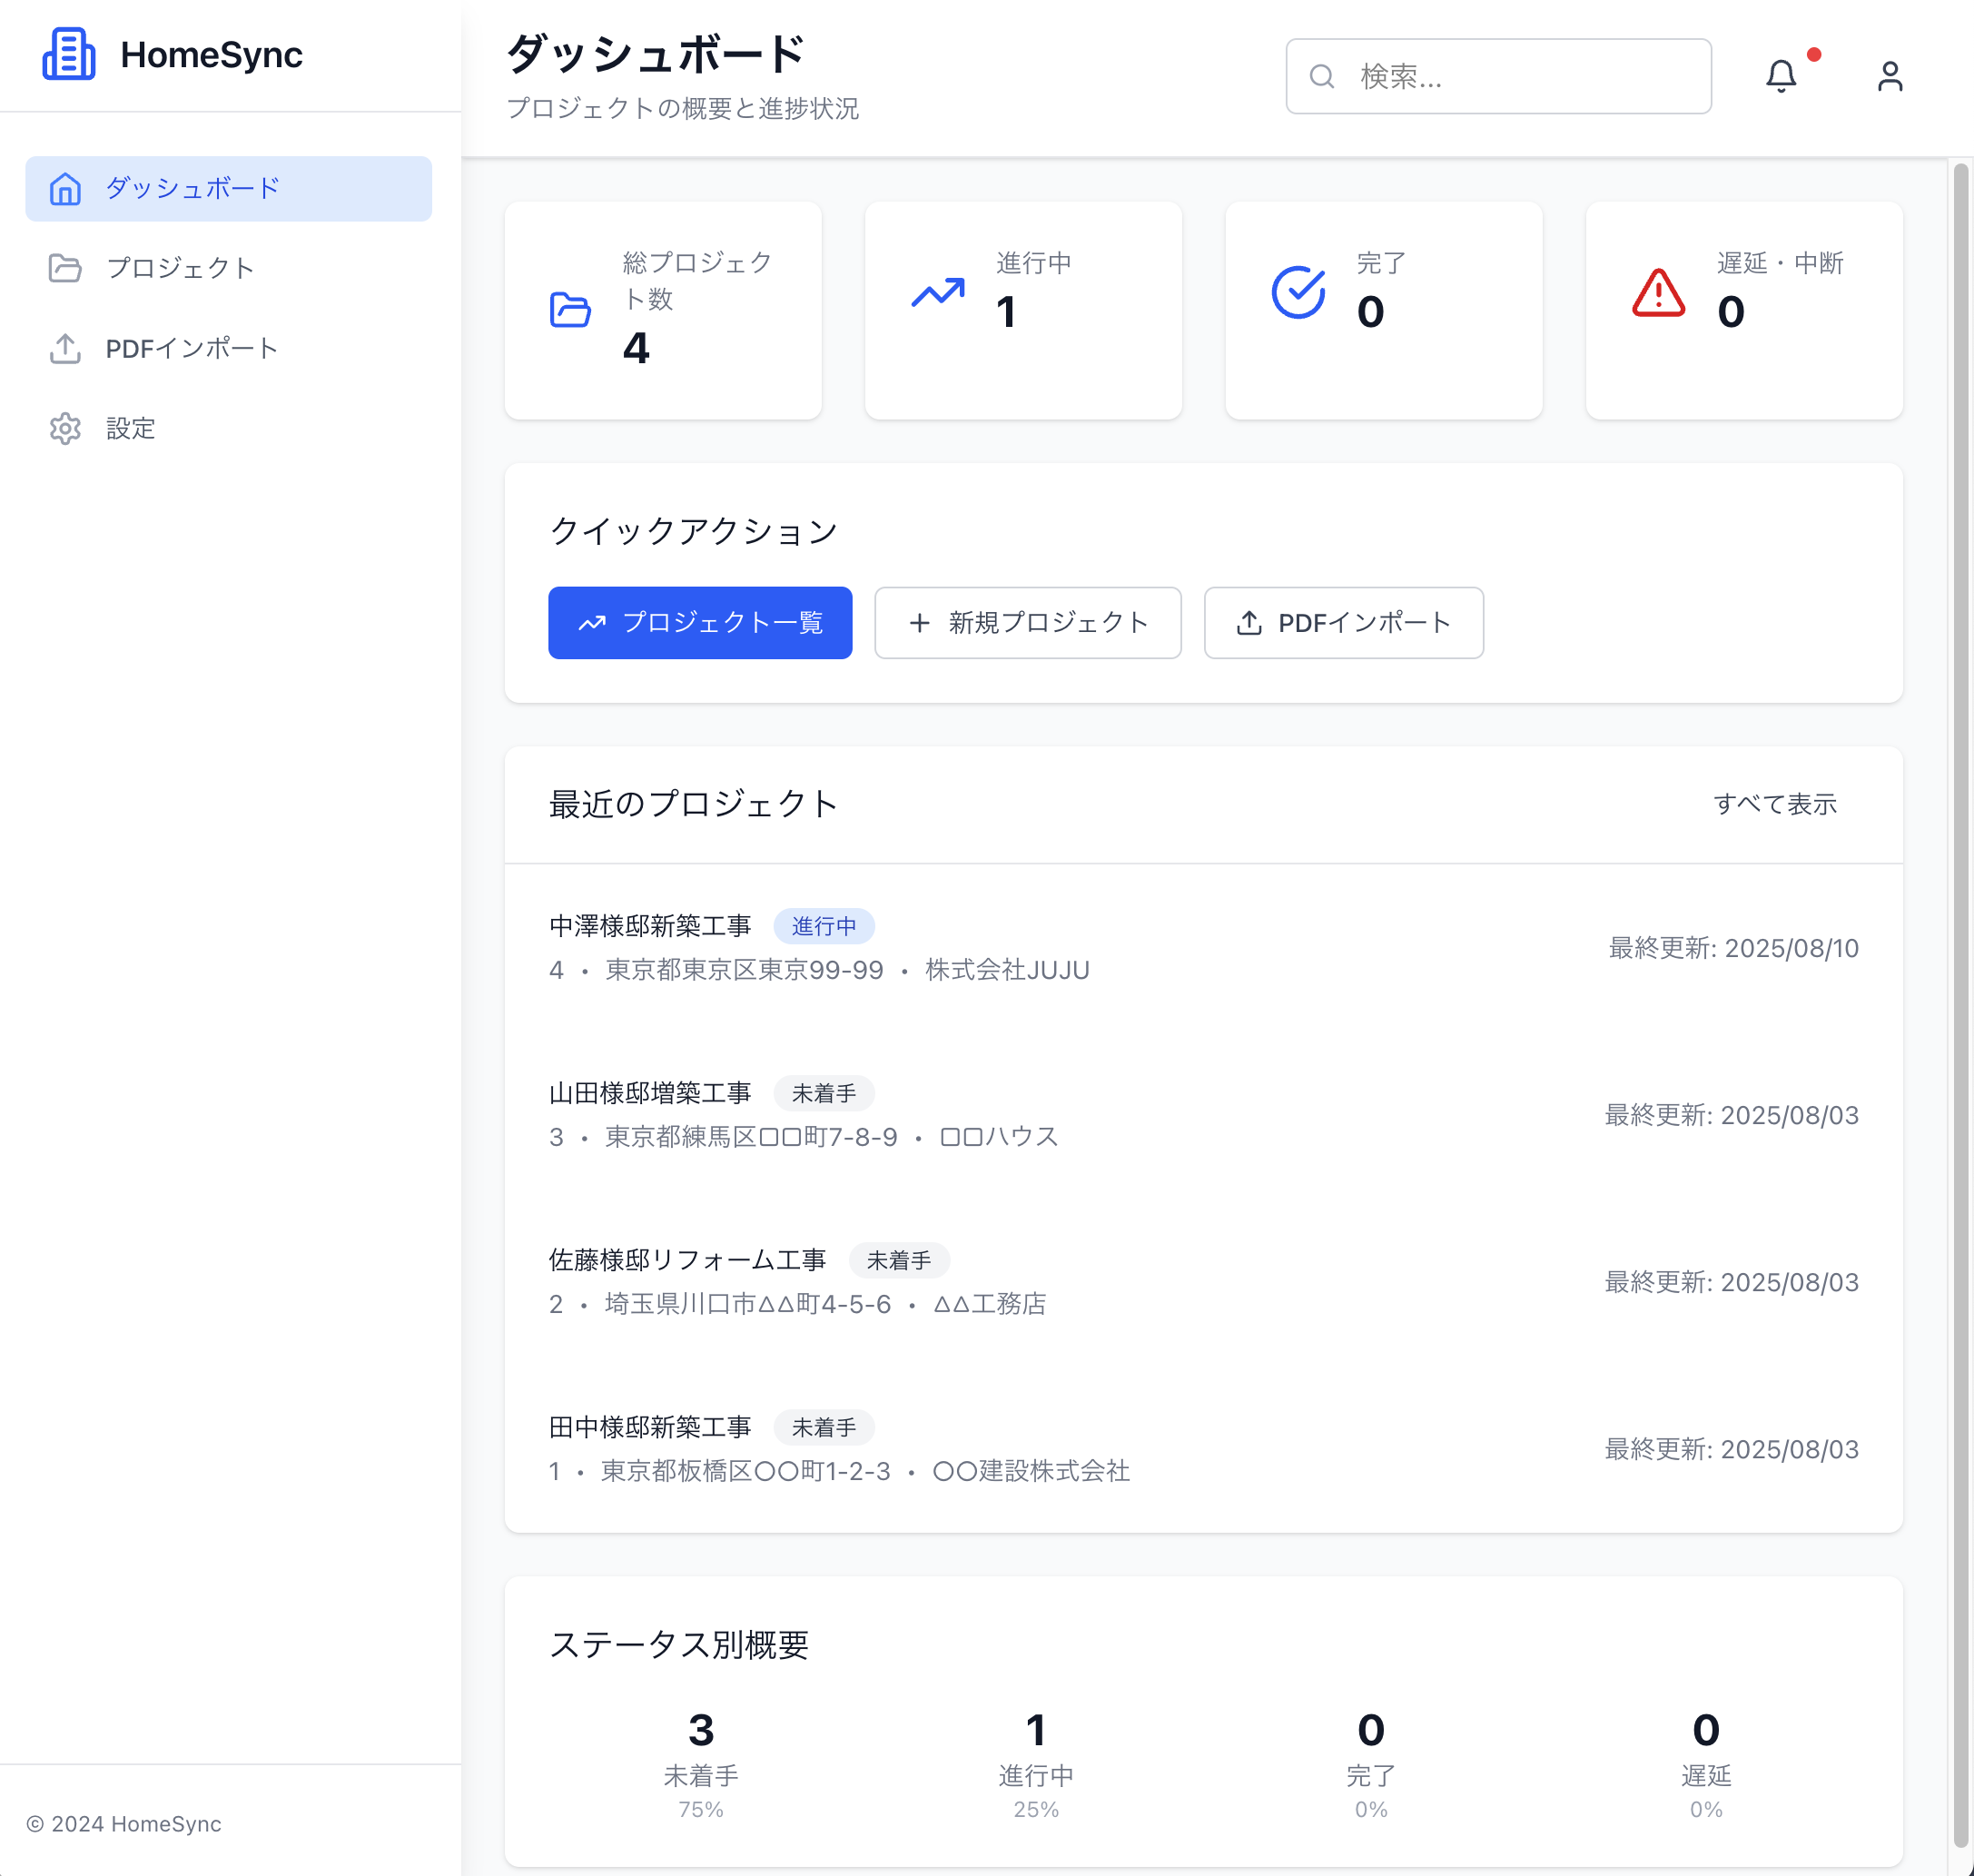 HomeSync
ダッシュボード
プロジェクト
PDFインポート
設定
© 2024 HomeSync
ダッシュボード
プロジェクトの概要と進捗状況
検索...
総プロジェク
ト数
4
進行中
1
完了
0
遅延・中断
0
クイックアクション
プロジェクト一覧
新規プロジェクト
PDFインポート
最近のプロジェクト
すべて表示
中澤様邸新築工事 進行中
4 • 東京都東京区東京99-99 • 株式会社JUJU
最終更新: 2025/08/10
山田様邸増築工事 未着手
3 • 東京都練馬区□□町7-8-9 • □□ハウス
最終更新: 2025/08/03
佐藤様邸リフォーム工事 未着手
2 • 埼玉県川口市△△町4-5-6 • △△工務店
最終更新: 2025/08/03
田中様邸新築工事 未着手
1 • 東京都板橋区○○町1-2-3 • ○○建設株式会社
最終更新: 2025/08/03
ステータス別概要
3
未着手
75%
1
進行中
25%
0
完了
0%
0
遅延
0%